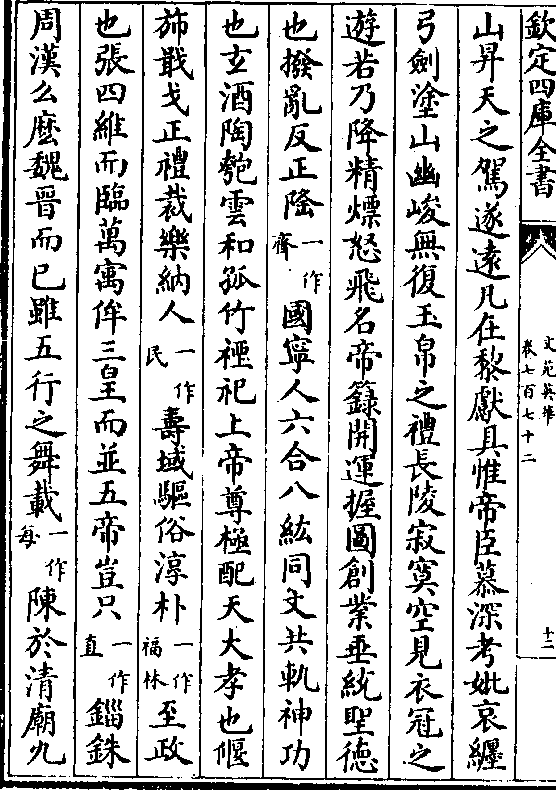 欽定四庫全書
文苑英華
卷七百七十二
十二
山昇天之駕遂遠凡在黎獻具惟帝臣慕深考妣哀纏
弓劍塗山幽峻無復玉帛之禮長陵寂寞空見衣冠之
遊若乃降精熛怒飛名帝籙開運握圖創業垂統聖德
也撥亂反正隆一作齊國寧人六合八紘同文共軌神功
也玄酒陶匏雲和孤竹禋祀上帝尊極配天大孝也偃
斾戢戈正禮裁樂納人一作民壽域驅俗淳朴一作福林至政
也張四維而臨萬寓侔三皇而並五帝豈只一作直錙銖
周漢么麽魏晉而已雖五行之舞載一作每陳於清廟九